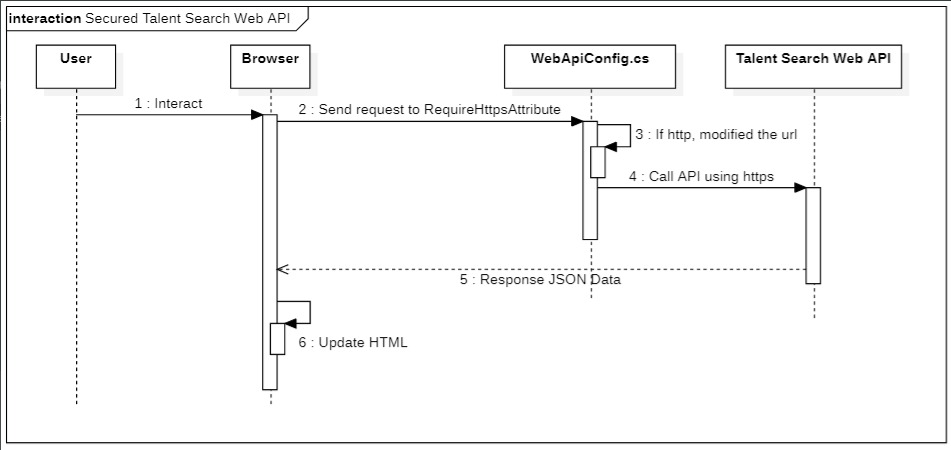 interaction Secured Talent Search Web API
User
Browser
WebApiConfig.cs
Talent Search Web API
1 : Interact
2 : Send request to RequireHttpsAttribute
3 : If http, modified the url
4 : Call API using https
5 : Response JSON Data
6 : Update HTML